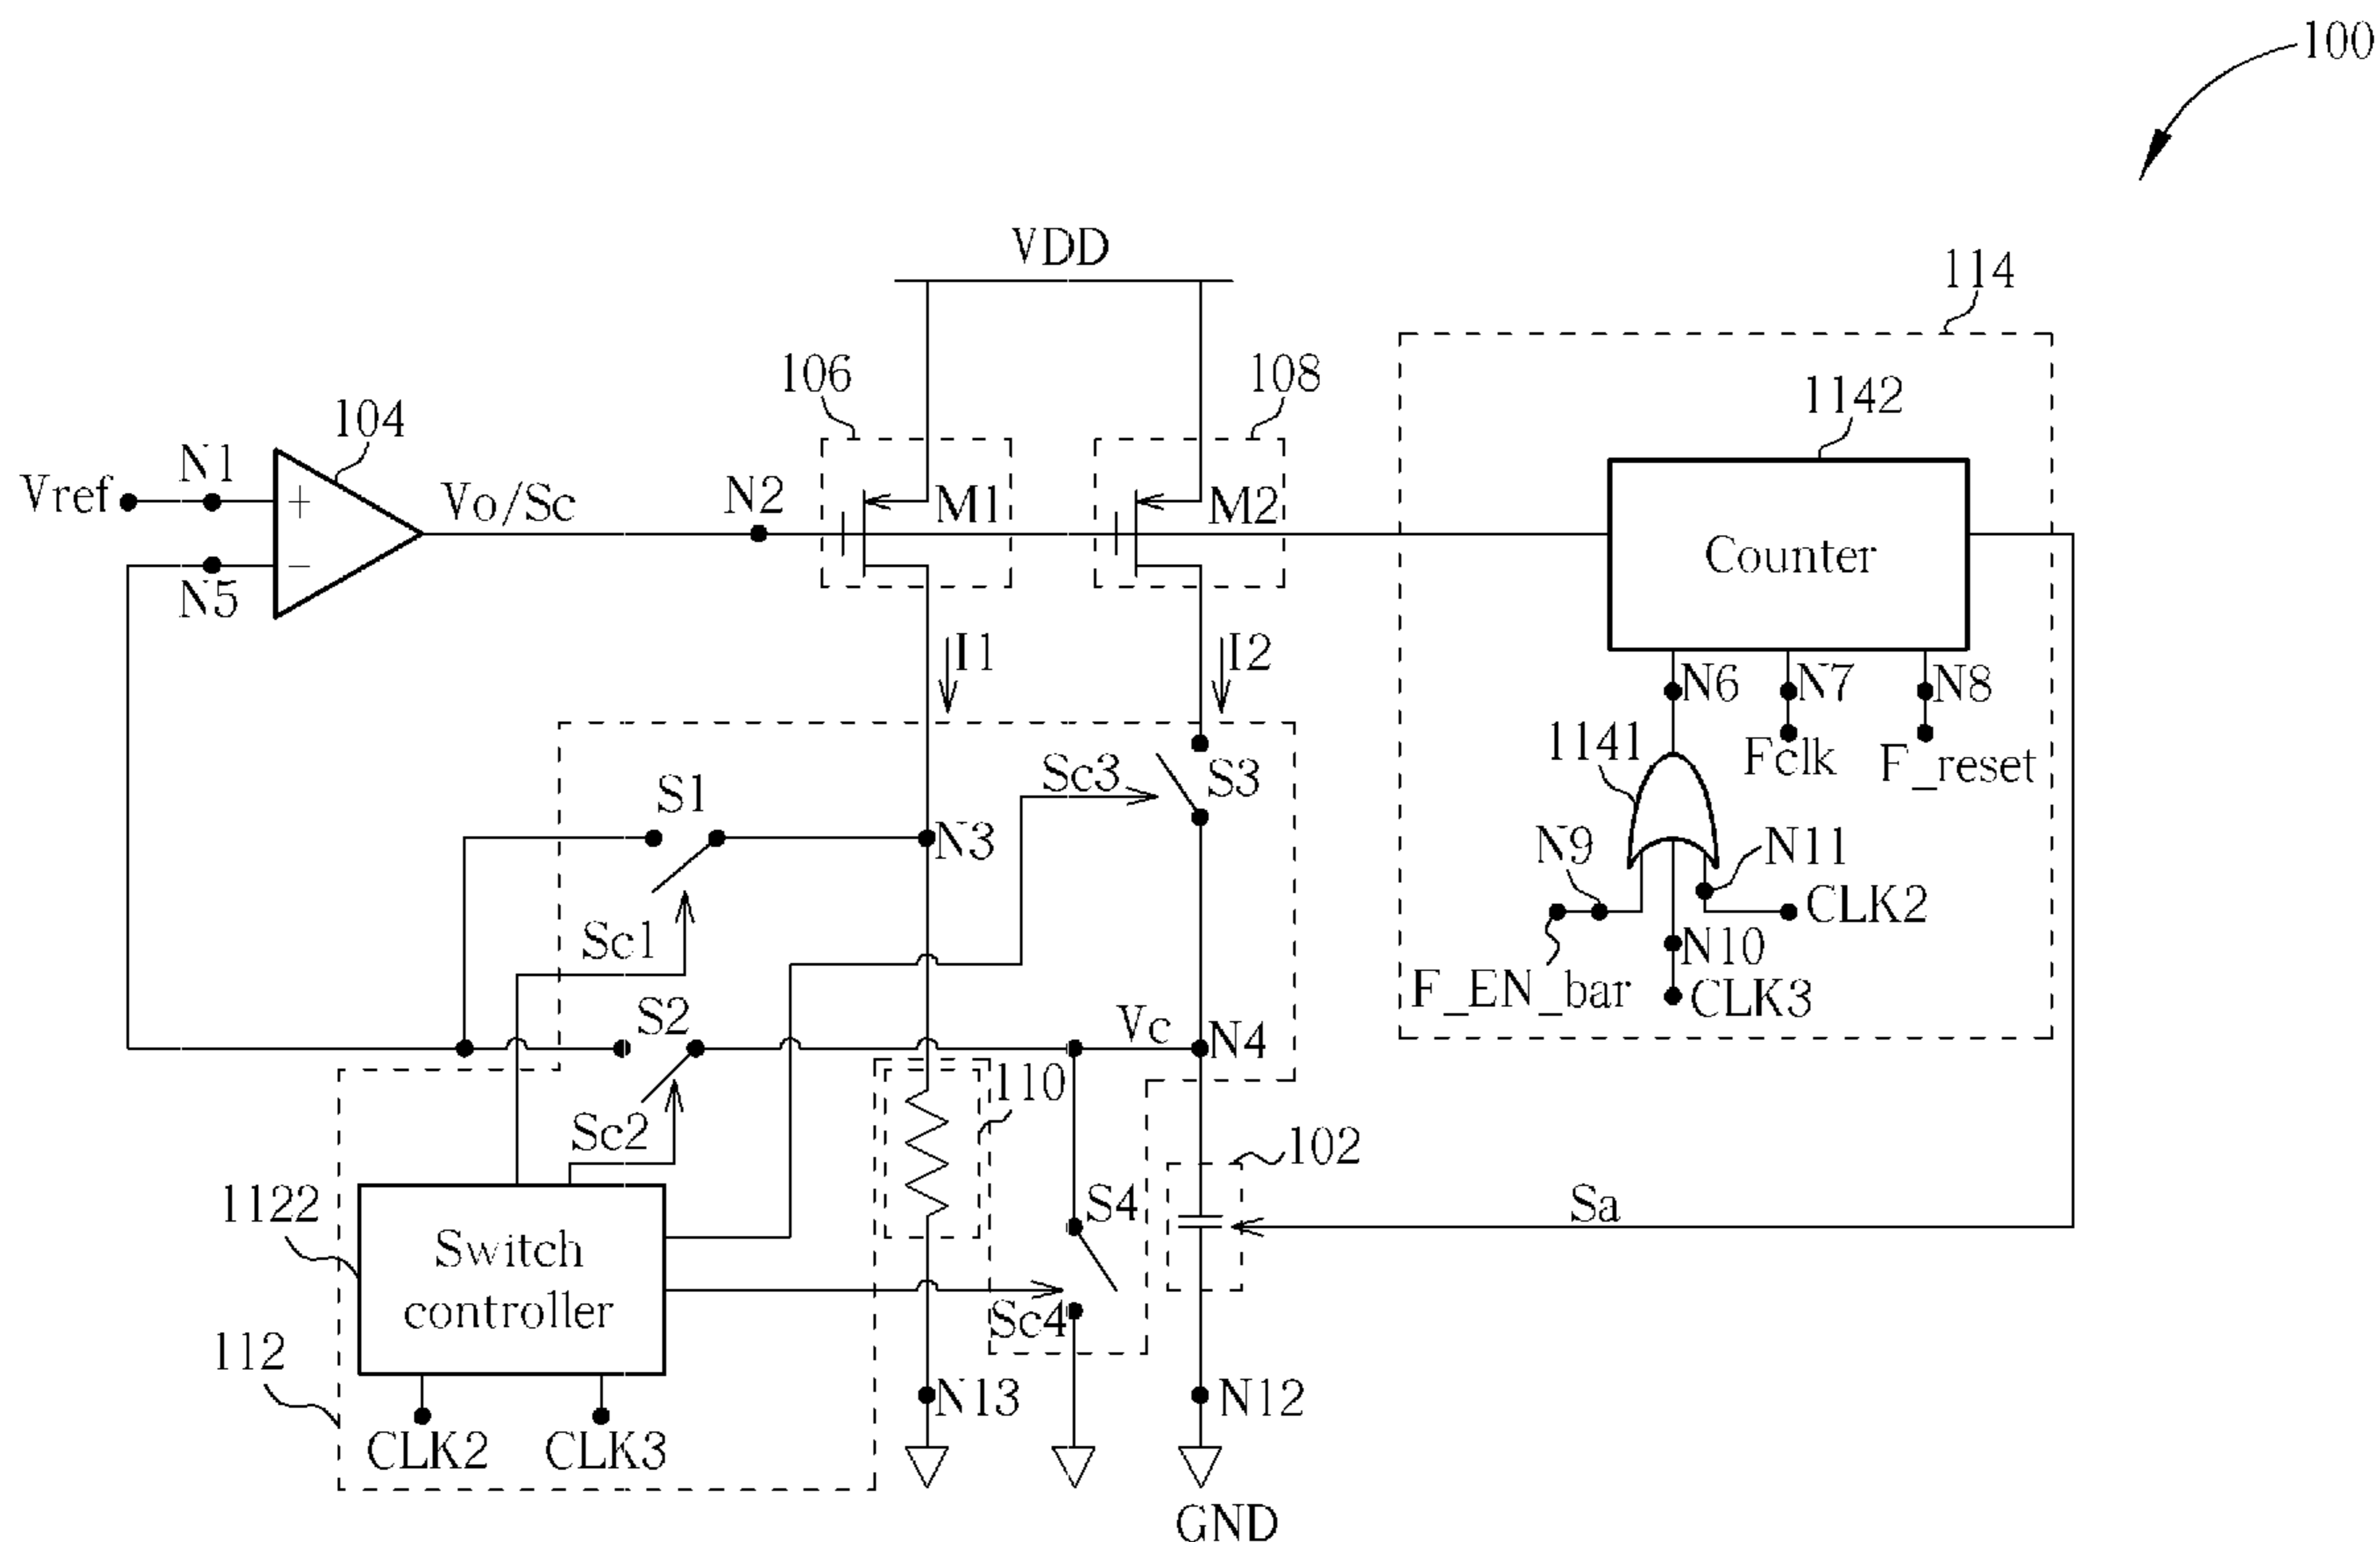 100
VDD
114
106
108
1142
104
N1
Vref
+
Vo/Sc
N2
M1
M2
Counter
−
N5
I1
I2
N6
N7
N8
1141
Fclk
F_reset
S1
Sc3
S3
N3
N9
N11
CLK2
Sc1
N10
F_EN_bar
CLK3
S2
Vc
N4
110
Sc2
102
1122
S4
Sa
Switch
controller
Sc4
112
N13
N12
CLK2
CLK3
GND